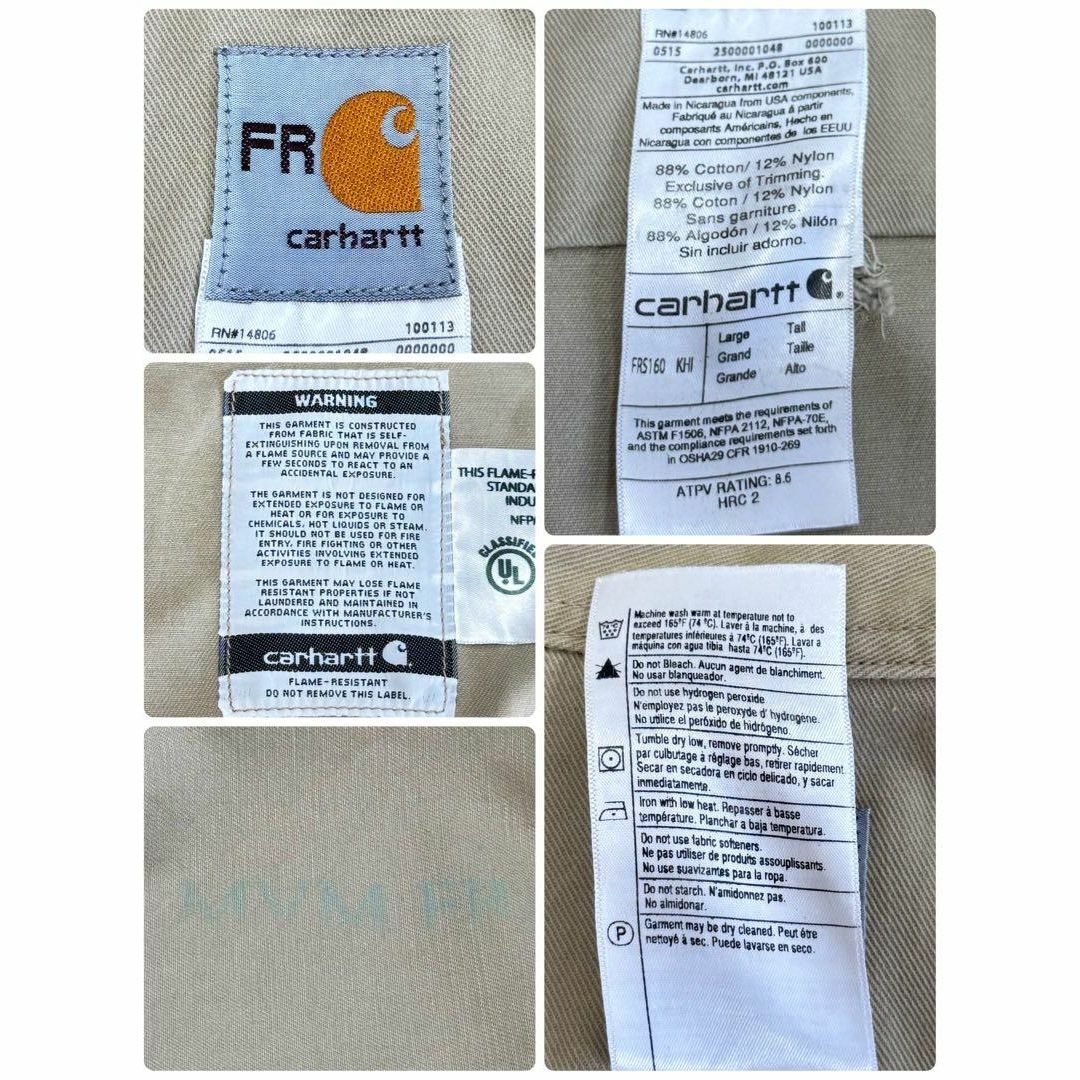 FR
carhartt
RN#14806 100113
0515 2500001048 0000000
RN#14806 100113
0515 2500001048 0000000
Carhartt, Inc. P.O. Box 600
Dearborn, MI 48121 USA
carhartt.com
Made in Nicaragua from USA components,
Fabriqué au Nicaragua à partir
composants Américains, Hecho en
Nicaragua con componentes de los EEUU
88% Cotton/ 12% Nylon
Exclusive of Trimming.
88% Coton / 12% Nylon
Sans garniture.
88% Algodón / 12% Nilón
Sin incluir adorno.
carhartt
FRS160 KHI
Large Tall
Grand Taille
Grande Alto
This garment meets the requirements of
ASTM F1506, NFPA 2112, NFPA-70E,
and the compliance requirements set forth
in OSHA29 CFR 1910-269
ATPV RATING: 8.6
HRC 2
WARNING
THIS GARMENT IS CONSTRUCTED
FROM FABRIC THAT IS SELF-
EXTINGUISHING UPON REMOVAL FROM
A FLAME SOURCE AND MAY PROVIDE A
FEW SECONDS TO REACT TO AN
ACCIDENTAL EXPOSURE.
THE GARMENT IS NOT DESIGNED FOR
EXTENDED EXPOSURE TO FLAME OR
HEAT OR FOR EXPOSURE TO
CHEMICALS, HOT LIQUIDS OR STEAM.
IT SHOULD NOT BE USED FOR FIRE
ENTRY, FIRE FIGHTING OR OTHER
ACTIVITIES INVOLVING EXTENDED
EXPOSURE TO FLAME OR HEAT.
THIS GARMENT MAY LOSE FLAME
RESISTANT PROPERTIES IF NOT
LAUNDERED AND MAINTAINED IN
ACCORDANCE WITH MANUFACTURER'S
INSTRUCTIONS.
carhartt
FLAME-RESISTANT
DO NOT REMOVE THIS LABEL.
THIS FLAME-
STANDA
INDU
NFP
CLASSIFIE
UL
Machine wash warm at temperature not to
exceed 165°F (74 °C). Laver à la machine, à des
temperatures inférieures à 74°C (165°F). Lavar a
máquina con agua tibia hasta 74°C (165°F).
Do not Bleach. Aucun agent de blanchiment.
No usar blanqueador.
Do not use hydrogen peroxide
N'employez pas le peroxyde d' hydrogène.
No utilice el peróxido de hidrógeno.
Tumble dry low, remove promptly. Sécher
par culbutage à réglage bas, retirer rapidement.
Secar en secadora en ciclo delicado, y sacar
inmediatamente.
Iron with low heat. Repasser à basse
température. Planchar a baja temperatura.
Do not use fabric softeners.
Ne pas utiliser de produits assouplissants.
No use suavizantes para la ropa.
Do not starch. N'amidonnez pas.
No almidonar.
P
Garment may be dry cleaned. Peut être
nettoyé à sec. Puede lavarse en seco.